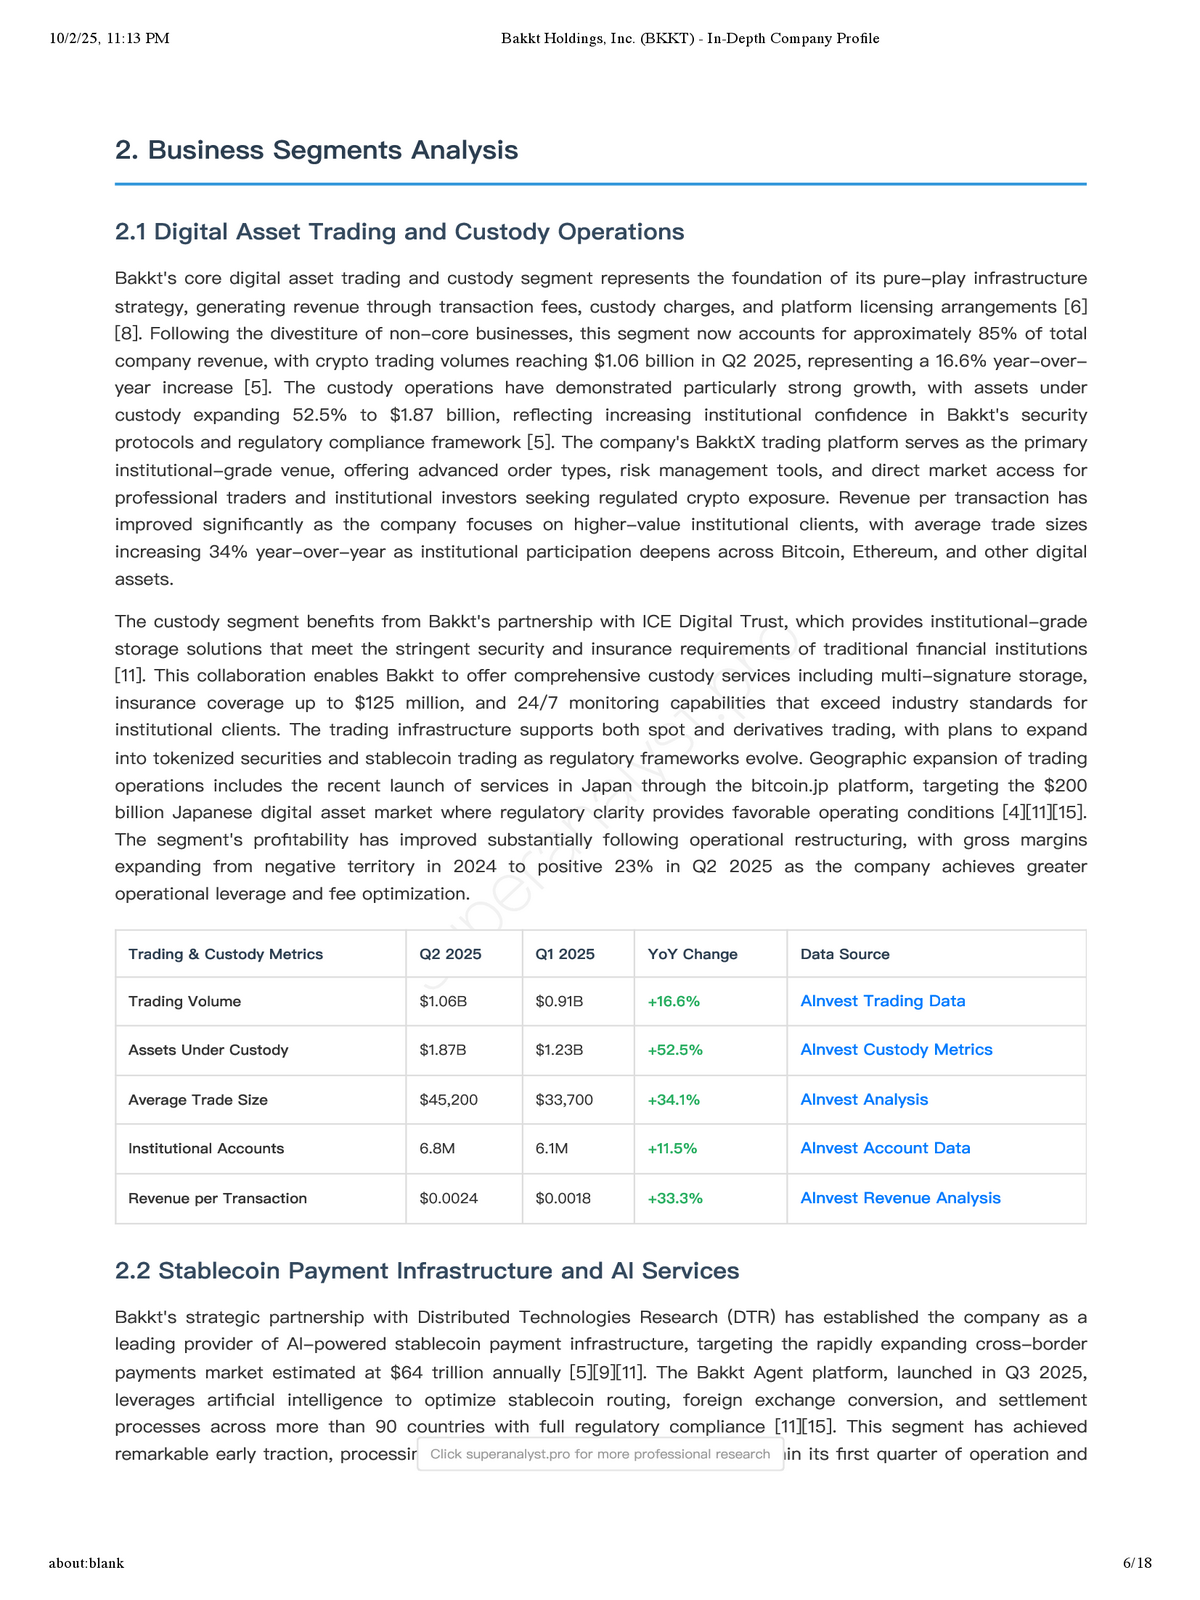 10/2/25, 11:13 PM
Bakkt Holdings, Inc. (BKKT) - In-Depth Company Profile
2. Business Segments Analysis
2.1 Digital Asset Trading and Custody Operations
Bakkt's core digital asset trading and custody segment represents the foundation of its pure-play infrastructure
strategy, generating revenue through transaction fees, custody charges, and platform licensing arrangements [6]
[8]. Following the divestiture of non-core businesses, this segment now accounts for approximately 85% of total
company revenue, with crypto trading volumes reaching $1.06 billion in Q2 2025, representing a 16.6% year-over-
year increase [5]. The custody operations have demonstrated particularly strong growth, with assets under
custody expanding 52.5% to $1.87 billion, reflecting increasing institutional confidence in Bakkt's security
protocols and regulatory compliance framework [5]. The company's BakktX trading platform serves as the primary
institutional-grade venue, offering advanced order types, risk management tools, and direct market access for
professional traders and institutional investors seeking regulated crypto exposure. Revenue per transaction has
improved significantly as the company focuses on higher-value institutional clients, with average trade sizes
increasing 34% year-over-year as institutional participation deepens across Bitcoin, Ethereum, and other digital
assets.
The custody segment benefits from Bakkt's partnership with ICE Digital Trust, which provides institutional-grade
storage solutions that meet the stringent security and insurance requirements of traditional financial institutions
[11]. This collaboration enables Bakkt to offer comprehensive custody services including multi-signature storage,
insurance coverage up to $125 million, and 24/7 monitoring capabilities that exceed industry standards for
institutional clients. The trading infrastructure supports both spot and derivatives trading, with plans to expand
into tokenized securities and stablecoin trading as regulatory frameworks evolve. Geographic expansion of trading
operations includes the recent launch of services in Japan through the bitcoin.jp platform, targeting the $200
billion Japanese digital asset market where regulatory clarity provides favorable operating conditions [4][11][15].
The segment's profitability has improved substantially following operational restructuring, with gross margins
expanding from negative territory in 2024 to positive 23% in Q2 2025 as the company achieves greater
operational leverage and fee optimization.
superanalyst.pro
Trading & Custody Metrics Q2 2025 Q1 2025 YoY Change Data Source
Trading Volume $1.06B $0.91B +16.6% AInvest Trading Data
Assets Under Custody $1.87B $1.23B +52.5% AInvest Custody Metrics
Average Trade Size $45,200 $33,700 +34.1% AInvest Analysis
Institutional Accounts 6.8M 6.1M +11.5% AInvest Account Data
Revenue per Transaction $0.0024 $0.0018 +33.3% AInvest Revenue Analysis
2.2 Stablecoin Payment Infrastructure and AI Services
Bakkt's strategic partnership with Distributed Technologies Research (DTR) has established the company as a
leading provider of AI-powered stablecoin payment infrastructure, targeting the rapidly expanding cross-border
payments market estimated at $64 trillion annually [5][9][11]. The Bakkt Agent platform, launched in Q3 2025,
leverages artificial intelligence to optimize stablecoin routing, foreign exchange conversion, and settlement
processes across more than 90 countries with full regulatory compliance [11][15]. This segment has achieved
remarkable early traction, its first quarter of operation and
Click superanalyst.pro for more professional research
about:blank
6/18